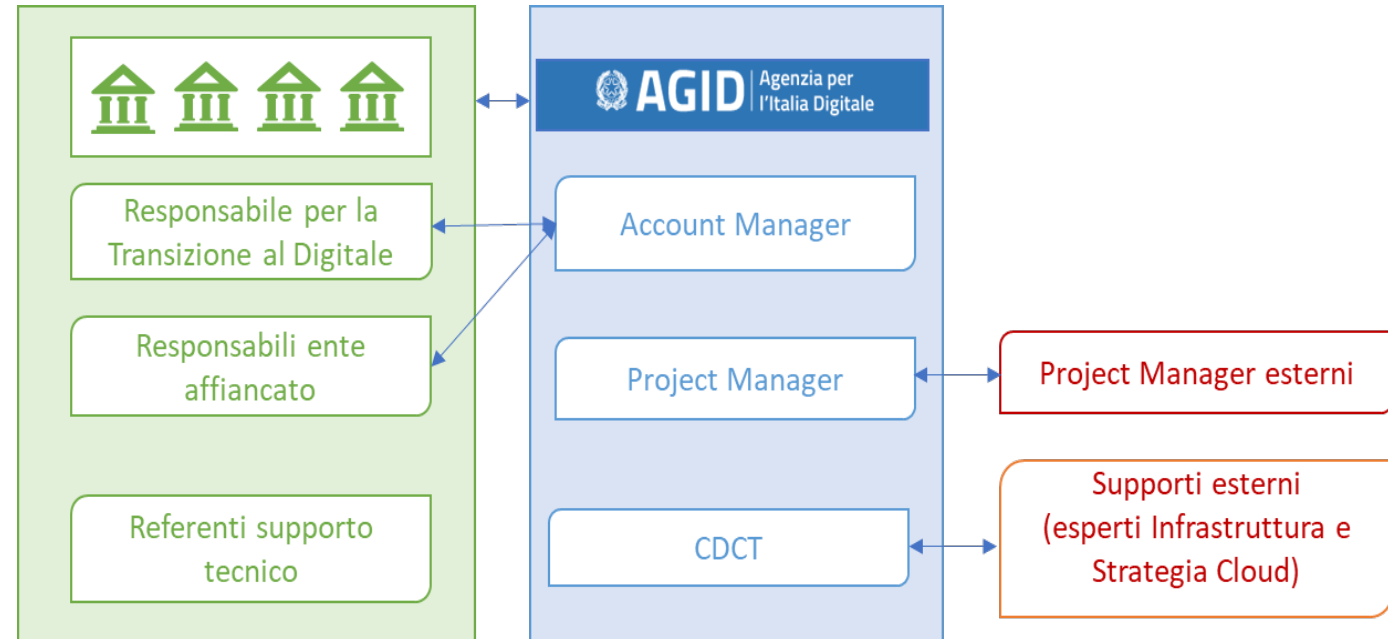 AGID
Agenzia per
l'Italia Digitale
Responsabile per la
Transizione al Digitale
Account Manager
Responsabili ente
affiancato
Project Manager
Project Manager esterni
Referenti supporto
tecnico
CDCT
Supporti esterni
(esperti Infrastruttura e
Strategia Cloud)